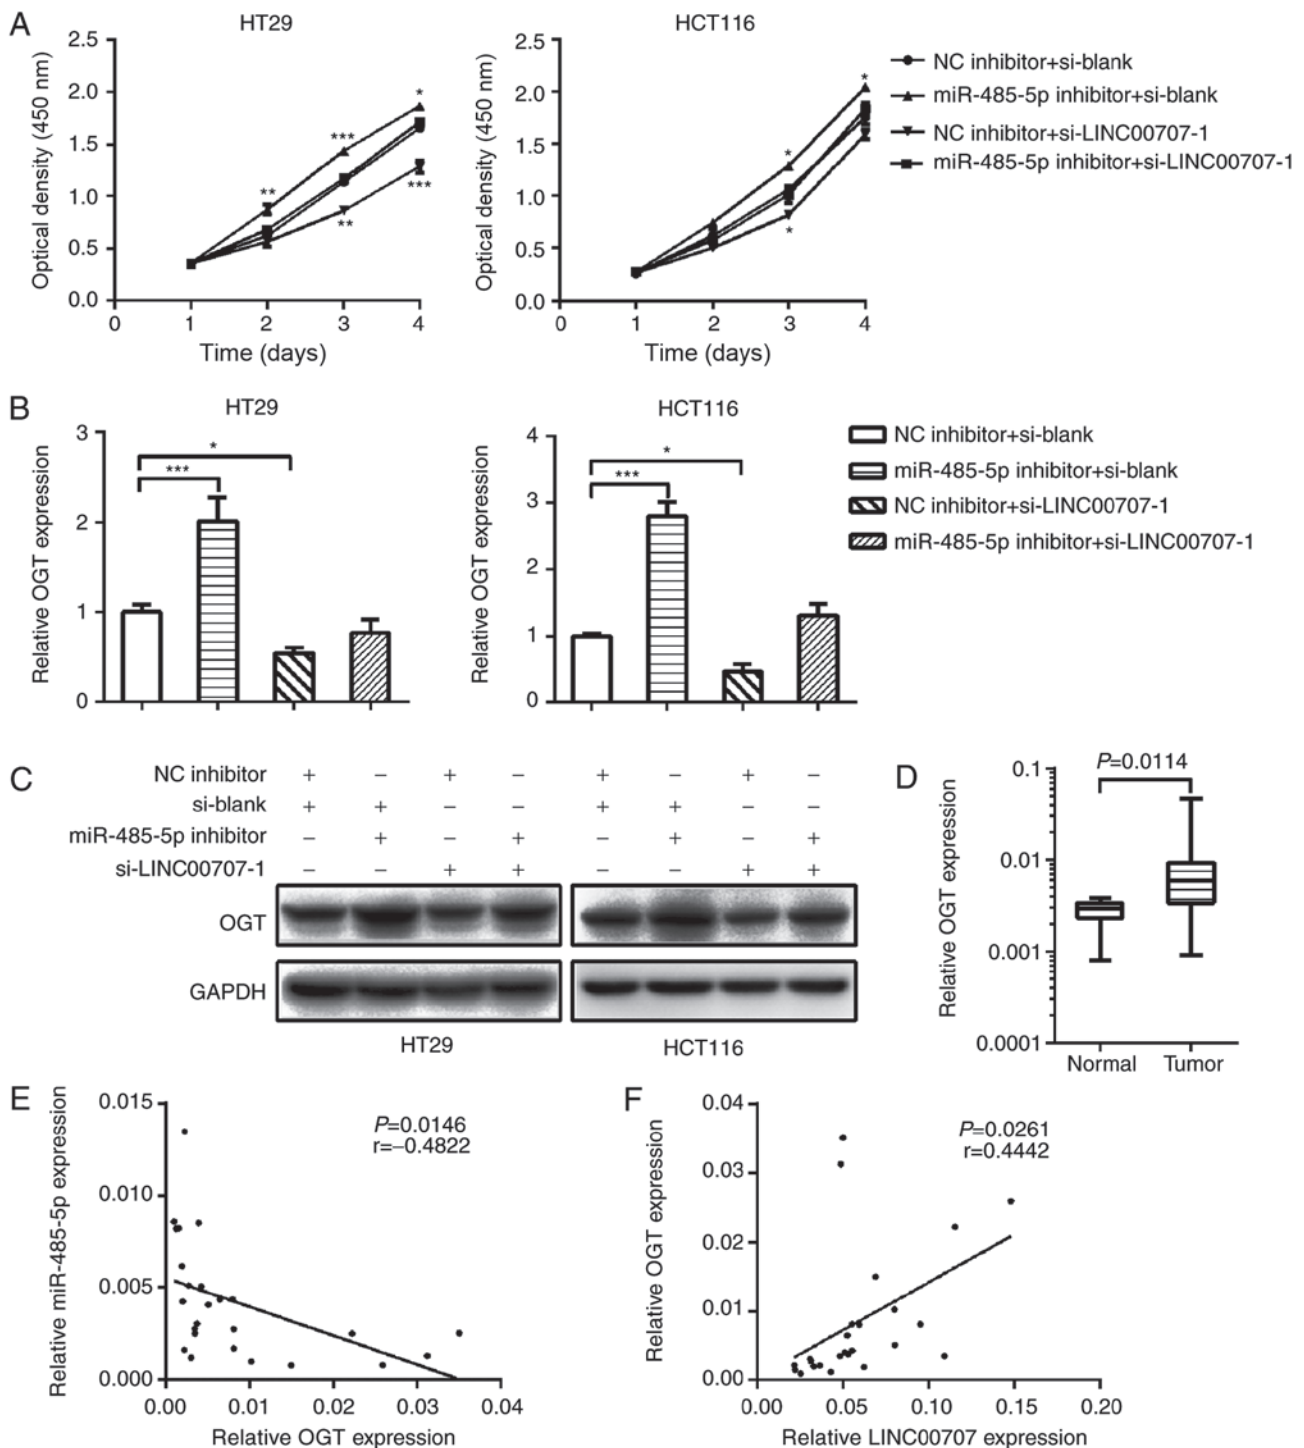 A
HT29
HCT116
Optical density (450 nm)
2.5
2.0
1.5
1.0
0.5
0.0
0 1 2 3 4
Time (days)
** *** * ** ***
Optical density (450 nm)
2.5
2.0
1.5
1.0
0.5
0.0
0 1 2 3 4
Time (days)
* * *
NC inhibitor+si-blank
miR-485-5p inhibitor+si-blank
NC inhibitor+si-LINC00707-1
miR-485-5p inhibitor+si-LINC00707-1
B
HT29
HCT116
Relative OGT expression
3
2
1
0
*
***
Relative OGT expression
4
3
2
1
0
*
***
NC inhibitor+si-blank
miR-485-5p inhibitor+si-blank
NC inhibitor+si-LINC00707-1
miR-485-5p inhibitor+si-LINC00707-1
C
NC inhibitor + − + − + − + −
si-blank + + − − + + − −
miR-485-5p inhibitor − + − + − + − +
si-LINC00707-1 − − + + − − + +
OGT
GAPDH
HT29
HCT116
D
P=0.0114
Relative OGT expression
0.1
0.01
0.001
0.0001
Normal Tumor
E
P=0.0146
r=−0.4822
Relative miR-485-5p expression
0.015
0.010
0.005
0.000
0.00 0.01 0.02 0.03 0.04
Relative OGT expression
F
P=0.0261
r=0.4442
Relative OGT expression
0.04
0.03
0.02
0.01
0.00
0.00 0.05 0.10 0.15 0.20
Relative LINC00707 expression